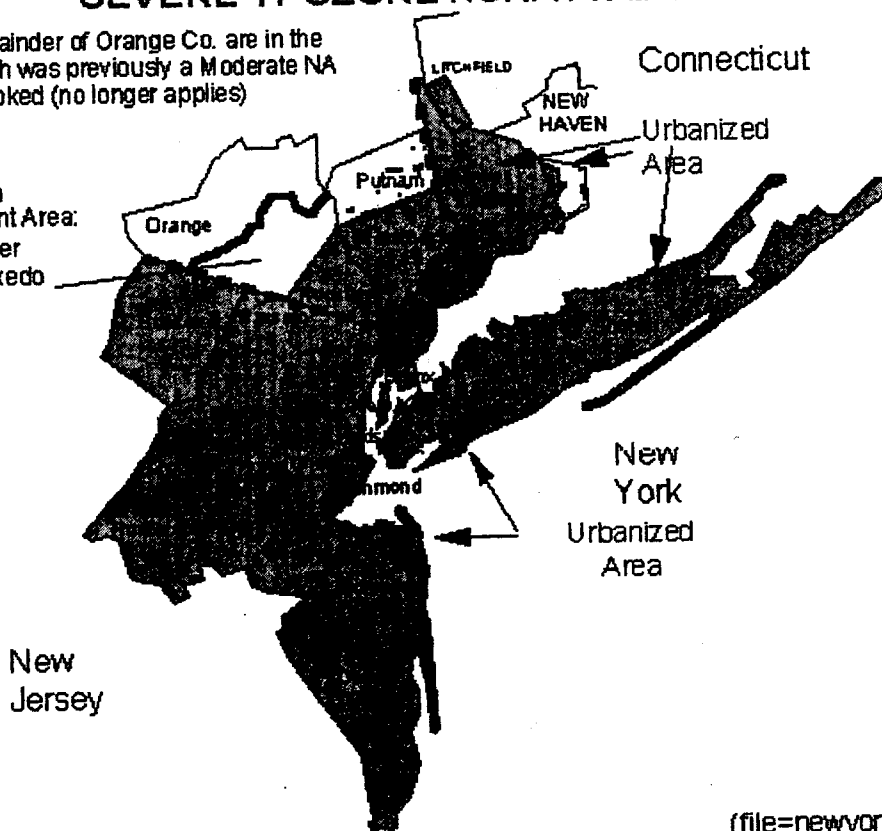 SEVERE-17 OZONE NONATTAINMENT
ainder of Orange Co. are in the
h was previously a Moderate NA
oked (no longer applies)
LITCHFIELD
Connecticut
NEW
HAVEN
Urbanized
Area
Putnam
nt Area:
Orange
er
xedo
New
York
nmond
Urbanized
Area
New
Jersey
(file=newyor